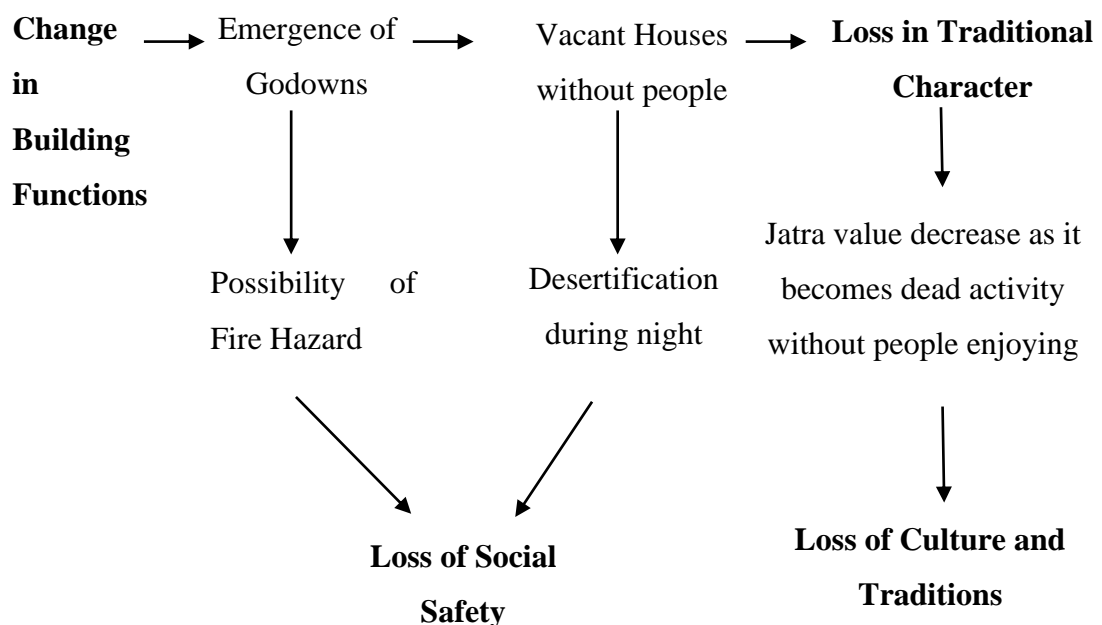 Change
in
Building
Functions
Emergence of
Godowns
Vacant Houses
without people
Loss in Traditional
Character
Possibility of
Fire Hazard
Desertification
during night
Jatra value decrease as it
becomes dead activity
without people enjoying
Loss of Social
Safety
Loss of Culture and
Traditions